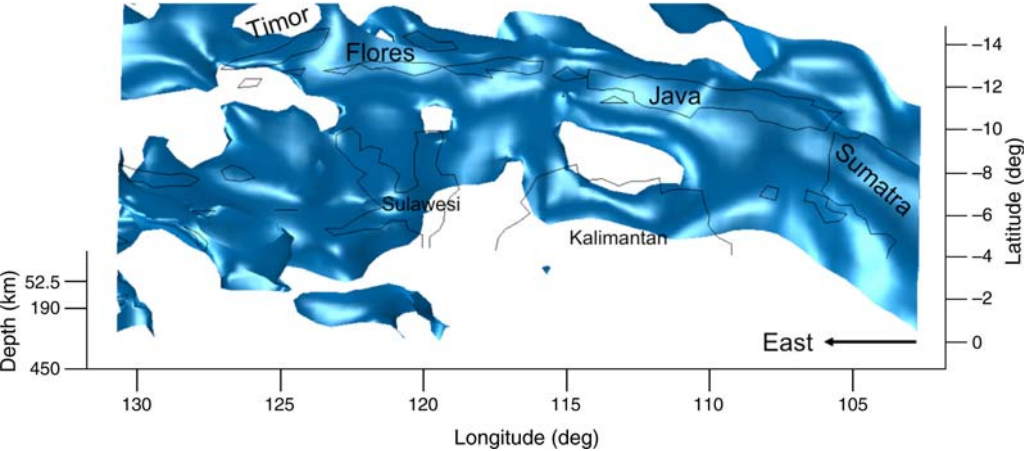 Timor
Flores
Java
Sumatra
Sulawesi
Kalimantan
East
−14
−12
−10
−8
−6
−4
−2
0
Latitude (deg)
52.5
190
450
Depth (km)
130
125
120
115
110
105
Longitude (deg)